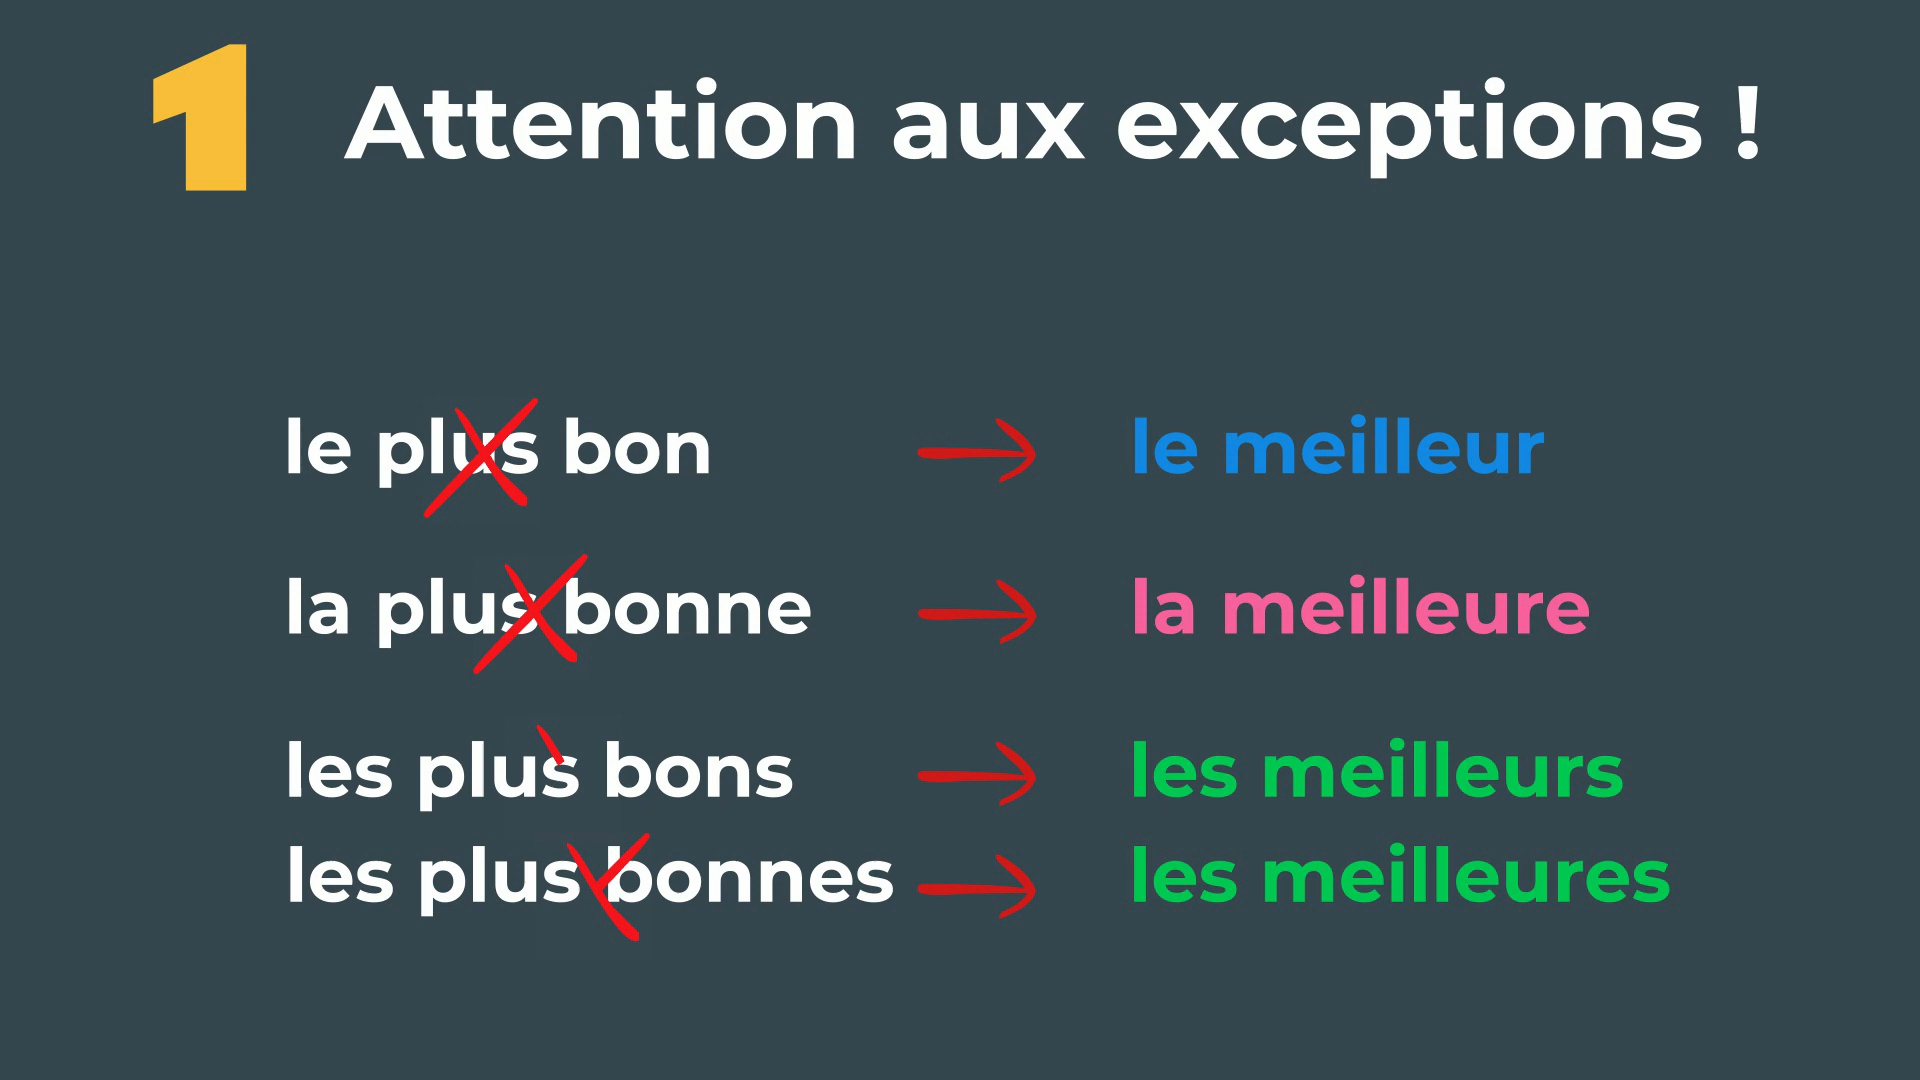 1 Attention aux exceptions !
le plus bon → le meilleur
la plus bonne → la meilleure
les plus bons → les meilleurs
les plus bonnes → les meilleures